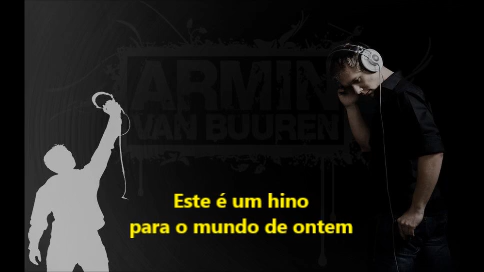 ARMIN
VAN BUUREN
Este é um hino
para o mundo de ontem